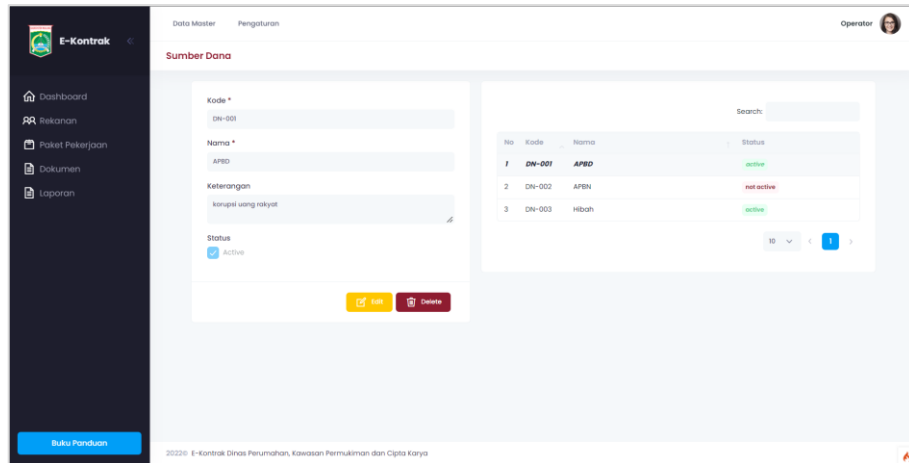 E-Kontrak
Data Master Pengaturan Operator
Sumber Dana
Dashboard
Rekanan
Paket Pekerjaan
Dokumen
Laporan
Buku Panduan
Kode *
DN-001
Nama *
APBD
Keterangan
korupsi uang rakyat
Status
Active
Edit Delete
Search:
No Kode Nama Status
1 DN-001 APBD active
2 DN-002 APBN not active
3 DN-003 Hibah active
10 < 1 >
2022© E-Kontrak Dinas Perumahan, Kawasan Permukiman dan Cipta Karya